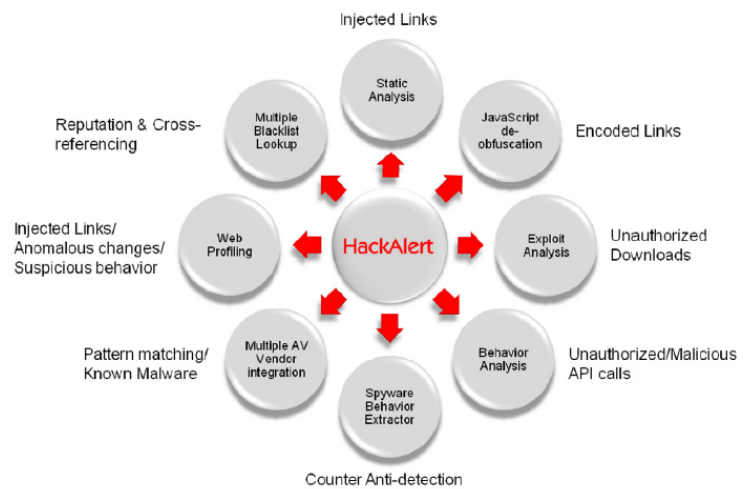 Injected Links
Static
Analysis
JavaScript
de-
obfuscation
Encoded Links
Exploit
Analysis
Unauthorized
Downloads
Behavior
Analysis
Unauthorized/Malicious
API calls
Spyware
Behavior
Extractor
Counter Anti-detection
Multiple AV
Vendor
integration
Pattern matching/
Known Malware
Web
Profiling
Injected Links/
Anomalous changes/
Suspicious behavior
Multiple
Blacklist
Lookup
Reputation & Cross-
referencing
HackAlert